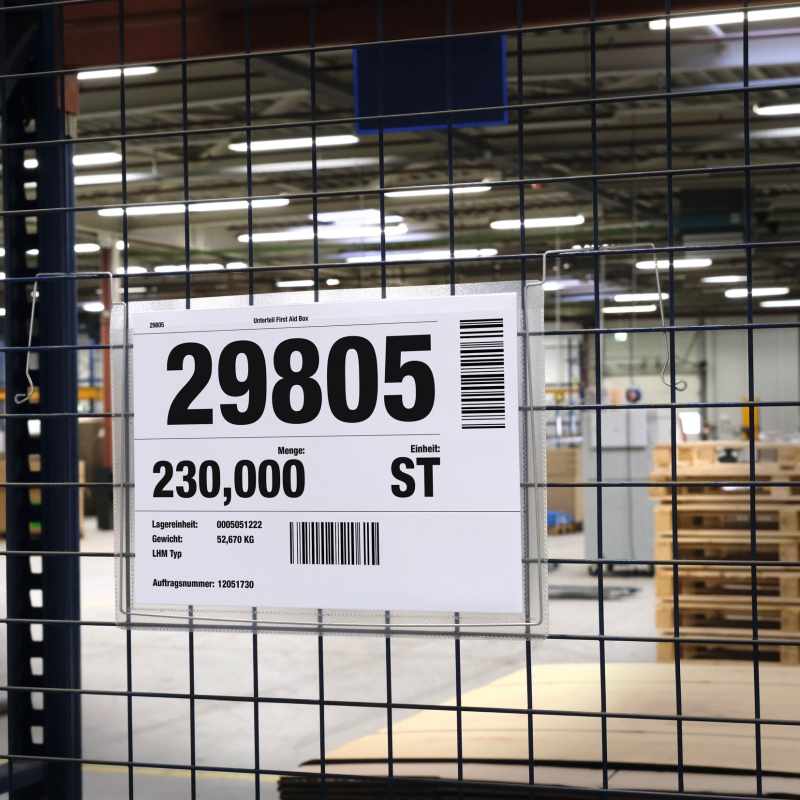 29805 Unterteil First Aid Box
29805
Menge: Einheit:
230,000 ST
Lagereinheit: 0005051222
Gewicht: 52,670 KG
LHM Typ
Auftragsnummer: 12051730